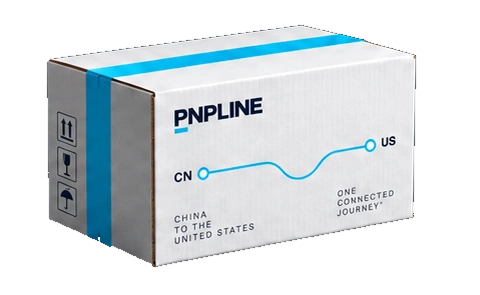 PNPLINE
CN
US
CHINA
TO THE
UNITED STATES
ONE
CONNECTED
JOURNEY"